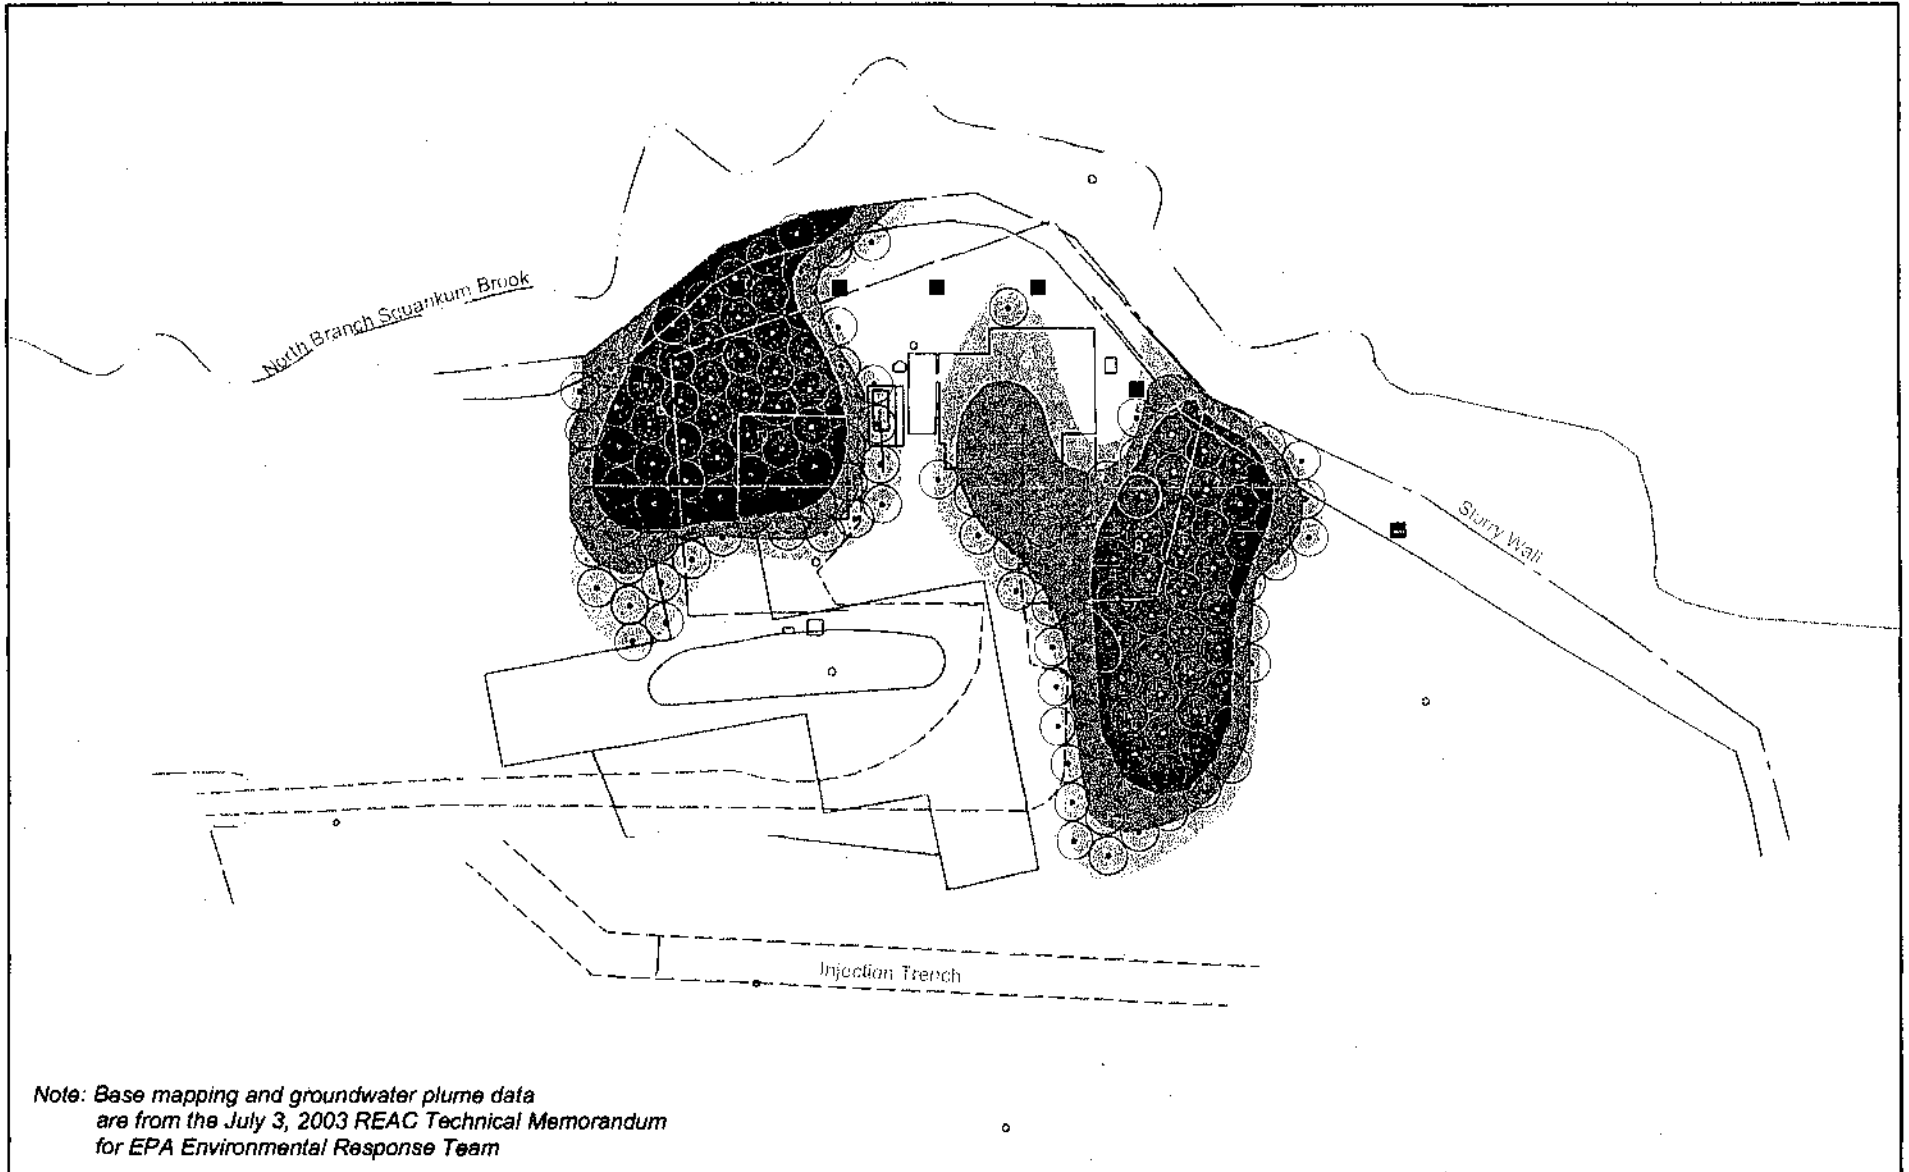 North Branch Squankum Brook
Slurry Wall
Injection Trench
Note: Base mapping and groundwater plume data
are from the July 3, 2003 REAC Technical Memorandum
for EPA Environmental Response Team